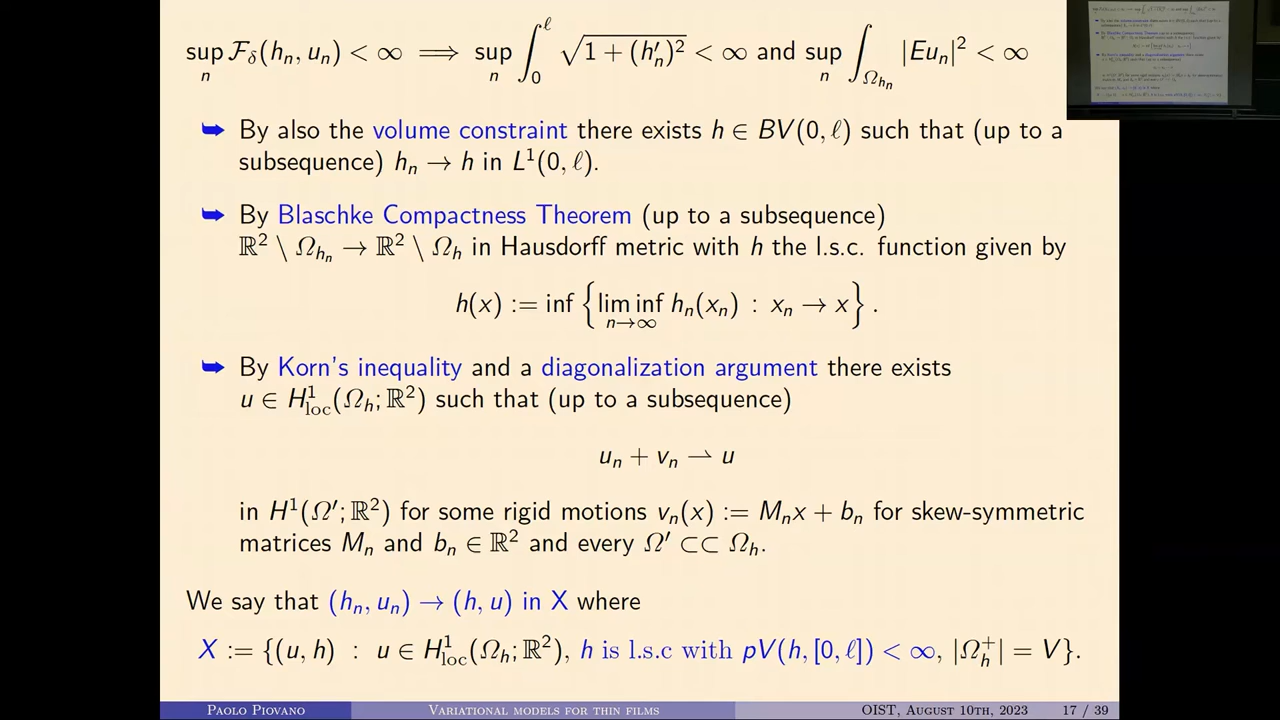 sup_n F_δ(h_n, u_n) < ∞ ⟹ sup_n ∫_0^ℓ √(1 + (h′_n)²) < ∞ and sup_n ∫_{Ω_{h_n}} |Eu_n|² < ∞
➥ By also the volume constraint there exists h ∈ BV(0, ℓ) such that (up to a
subsequence) h_n → h in L¹(0, ℓ).
➥ By Blaschke Compactness Theorem (up to a subsequence)
ℝ² \ Ω_{h_n} → ℝ² \ Ω_h in Hausdorff metric with h the l.s.c. function given by
h(x) := inf { lim inf_{n→∞} h_n(x_n) : x_n → x } .
➥ By Korn's inequality and a diagonalization argument there exists
u ∈ H¹_loc(Ω_h; ℝ²) such that (up to a subsequence)
u_n + v_n ⇀ u
in H¹(Ω′; ℝ²) for some rigid motions v_n(x) := M_n x + b_n for skew-symmetric
matrices M_n and b_n ∈ ℝ² and every Ω′ ⊂⊂ Ω_h.
We say that (h_n, u_n) → (h, u) in X where
X := {(u, h) : u ∈ H¹_loc(Ω_h; ℝ²), h is l.s.c with pV(h, [0, ℓ]) < ∞, |Ω_h^+| = V}.
Paolo Piovano Variational models for thin films OIST, August 10th, 2023 17 / 39